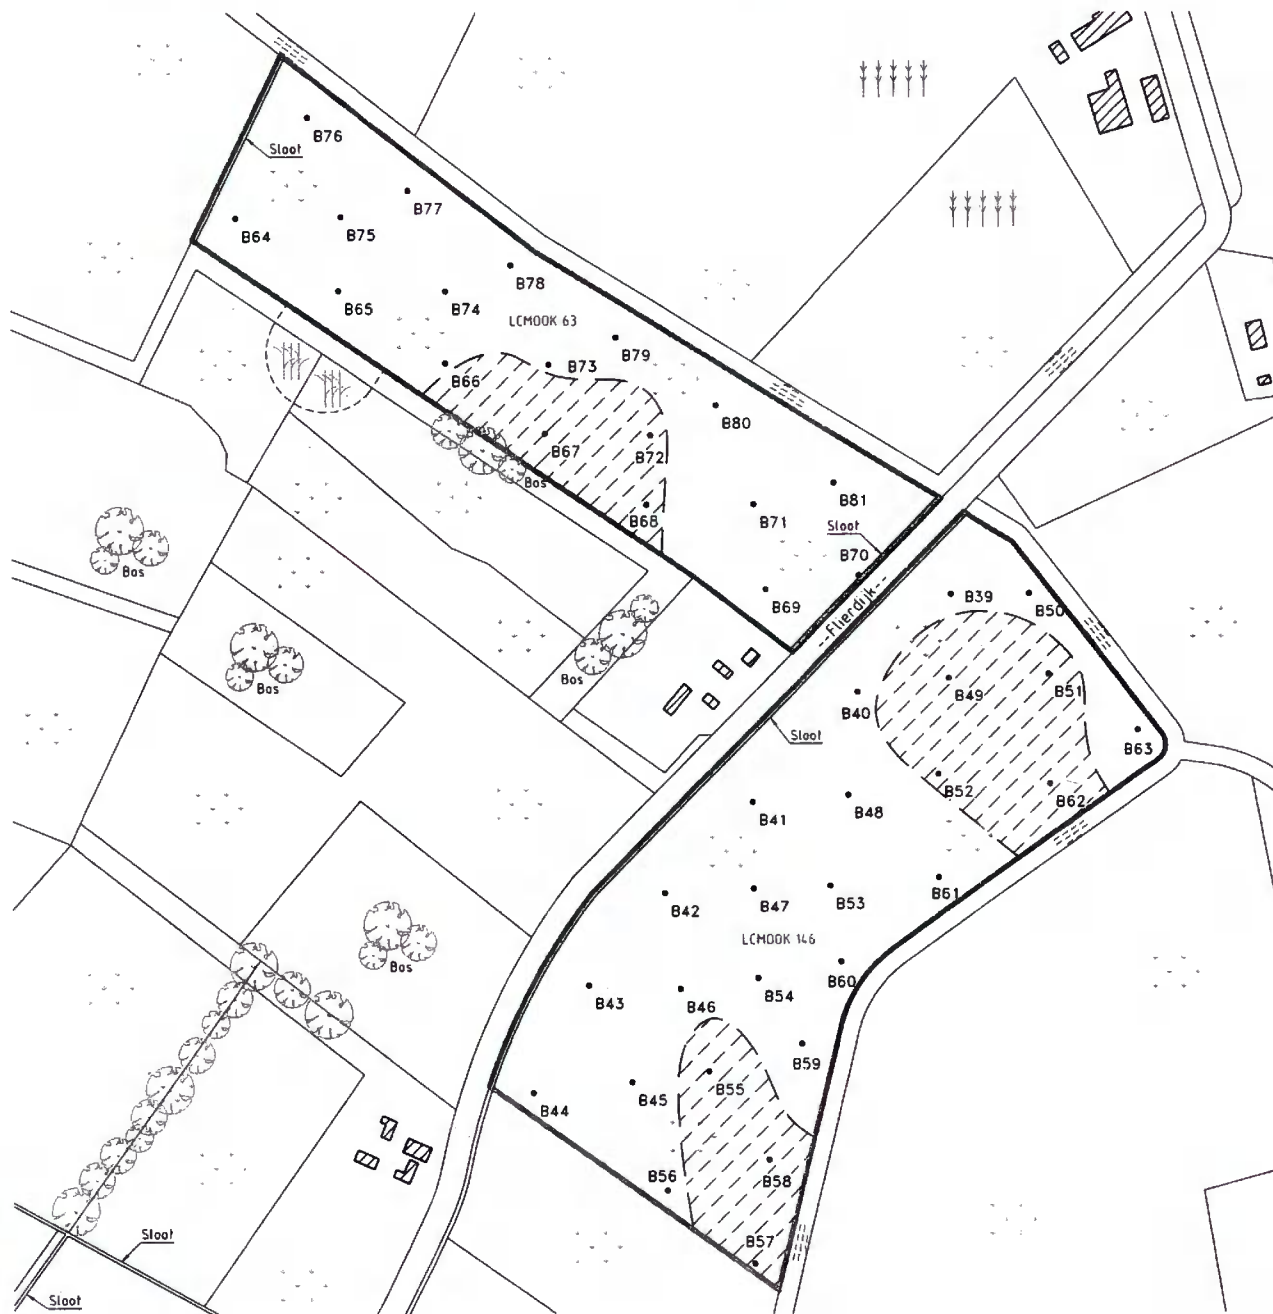 B76
Sloot
B77
B64
B75
B78
B65
B74
LCMOOK 63
B79
B66
B73
B80
B67
B72
Bos
B81
B68
B71
Sloot
Bos
B70
B69
--Flierdijk---
B39
B50
Bos
Bos
B49
B51
B40
Sloot
B63
B52
B62
B41
B48
B61
B42
B47
B53
LCMOOK 146
Bos
B60
B43
B46
B54
B59
B55
B44
B45
B58
B56
Sloot
B57
Sloot